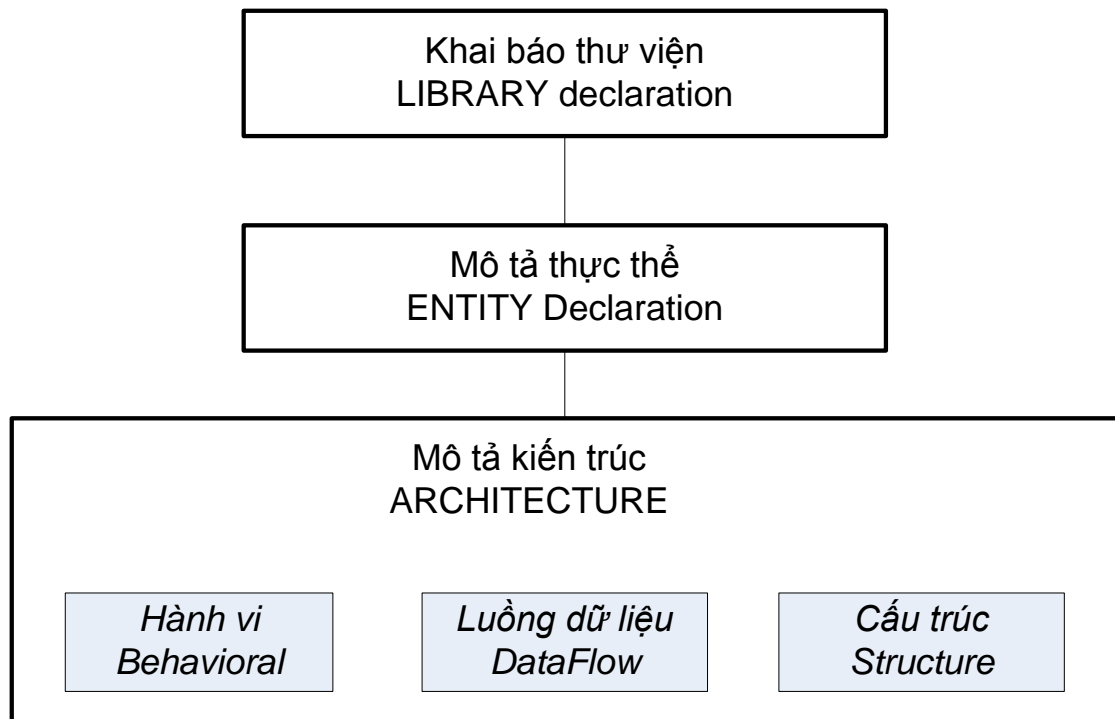 Khai báo thư viện
LIBRARY declaration
Mô tả thực thể
ENTITY Declaration
Mô tả kiến trúc
ARCHITECTURE
Hành vi
Behavioral
Luồng dữ liệu
DataFlow
Cấu trúc
Structure